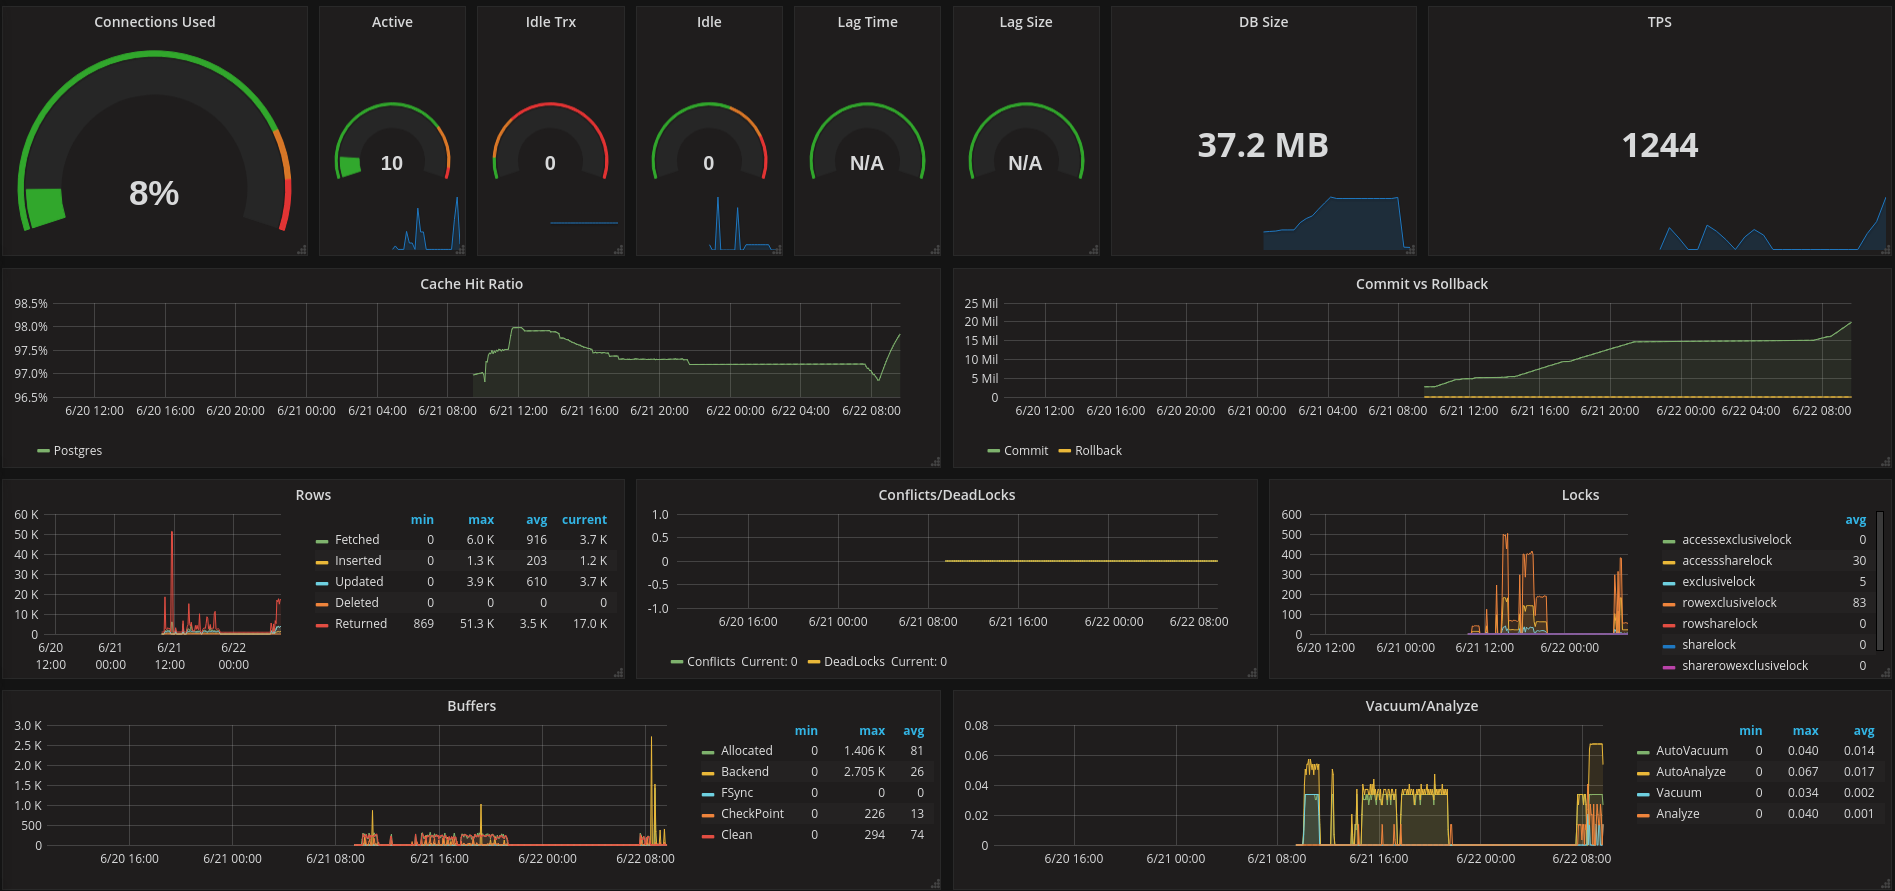 Connections Used
8%
Active
10
Idle Trx
0
Idle
0
Lag Time
N/A
Lag Size
N/A
DB Size
37.2 MB
TPS
1244
Cache Hit Ratio
98.5%
98.0%
97.5%
97.0%
96.5%
6/20 12:00 6/20 16:00 6/20 20:00 6/21 00:00 6/21 04:00 6/21 08:00 6/21 12:00 6/21 16:00 6/21 20:00 6/22 00:00 6/22 04:00 6/22 08:00
Postgres
Commit vs Rollback
25 Mil
20 Mil
15 Mil
10 Mil
5 Mil
0
6/20 12:00 6/20 16:00 6/20 20:00 6/21 00:00 6/21 04:00 6/21 08:00 6/21 12:00 6/21 16:00 6/21 20:00 6/22 00:00 6/22 04:00 6/22 08:00
Commit Rollback
Rows
60 K
50 K
40 K
30 K
20 K
10 K
0
6/20 12:00 6/21 00:00 6/21 12:00 6/22 00:00
min max avg current
Fetched 0 6.0 K 916 3.7 K
Inserted 0 1.3 K 203 1.2 K
Updated 0 3.9 K 610 3.7 K
Deleted 0 0 0 0
Returned 869 51.3 K 3.5 K 17.0 K
Conflicts/DeadLocks
1.0
0.5
0
-0.5
-1.0
6/20 16:00 6/21 00:00 6/21 08:00 6/21 16:00 6/22 00:00 6/22 08:00
Conflicts Current: 0 DeadLocks Current: 0
Locks
600
500
400
300
200
100
0
6/20 12:00 6/21 00:00 6/21 12:00 6/22 00:00
avg
accessexclusivelock 0
accesssharelock 30
exclusivelock 5
rowexclusivelock 83
rowsharelock 0
sharelock 0
sharerowexclusivelock 0
Buffers
3.0 K
2.5 K
2.0 K
1.5 K
1.0 K
500
0
6/20 16:00 6/21 00:00 6/21 08:00 6/21 16:00 6/22 00:00 6/22 08:00
min max avg
Allocated 0 1.406 K 81
Backend 0 2.705 K 26
FSync 0 0 0
CheckPoint 0 226 13
Clean 0 294 74
Vacuum/Analyze
0.08
0.06
0.04
0.02
0
6/20 16:00 6/21 00:00 6/21 08:00 6/21 16:00 6/22 00:00 6/22 08:00
min max avg
AutoVacuum 0 0.040 0.014
AutoAnalyze 0 0.067 0.017
Vacuum 0 0.034 0.002
Analyze 0 0.040 0.001